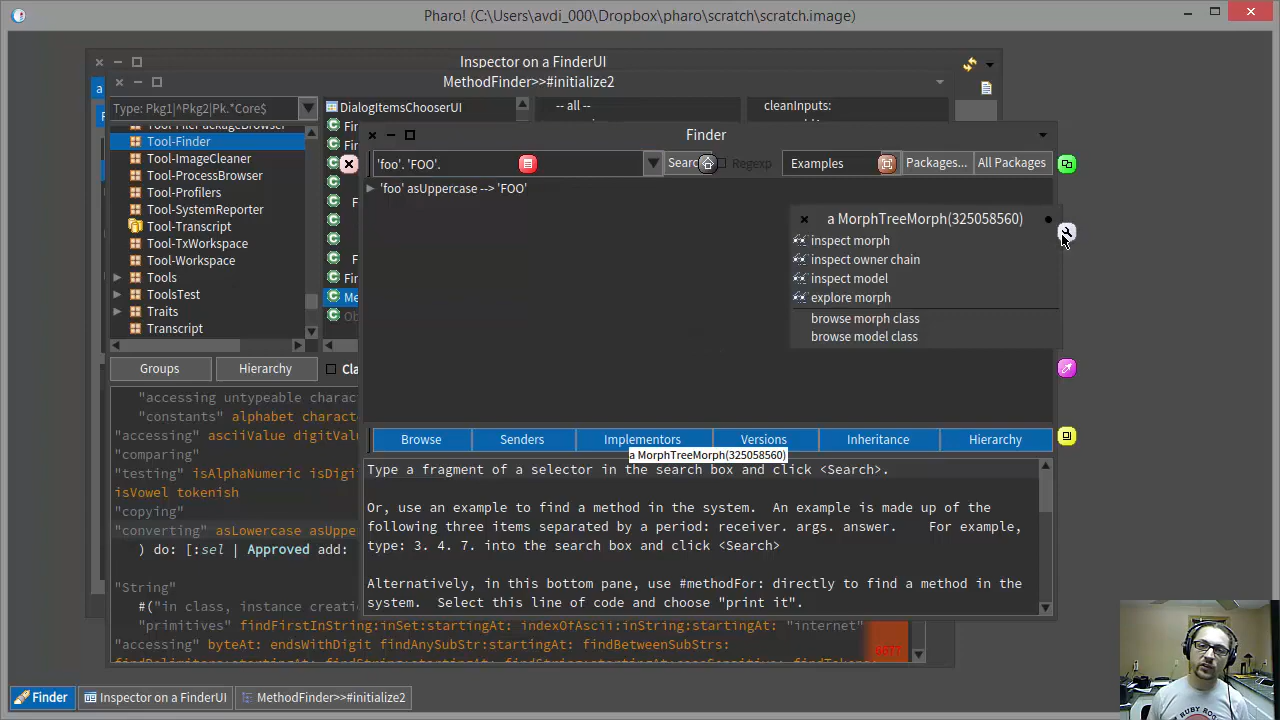 Pharo! (C:\Users\avdi_000\Dropbox\pharo\scratch\scratch.image)
Inspector on a FinderUI
MethodFinder>>#initialize2
Type: Pkg1|^Pkg2|Pk.*Core$
DialogItemsChooserUI
-- all --
cleanInputs:
Finder
Tool-Finder
Tool-ImageCleaner
Tool-ProcessBrowser
Tool-Profilers
Tool-SystemReporter
Tool-Transcript
Tool-TxWorkspace
Tool-Workspace
Tools
ToolsTest
Traits
Transcript
'foo'. 'FOO'.
Regexp
Examples
Packages...
All Packages
'foo' asUppercase --> 'FOO'
a MorphTreeMorph(325058560)
inspect morph
inspect owner chain
inspect model
explore morph
browse morph class
browse model class
Groups
Hierarchy
Browse
Senders
Implementors
Versions
Inheritance
Hierarchy
a MorphTreeMorph(325058560)
"accessing untypeable charac
"constants" alphabet characte
"accessing" asciiValue digitValu
"comparing"
"testing" isAlphaNumeric isDigi
isVowel tokenish
"copying"
"converting" asLowercase asUppe
) do: [:sel | Approved add:
"String"
#("in class, instance creatio
"primitives" findFirstInString:inSet:startingAt: indexOfAscii:inString:startingAt: "internet"
"accessing" byteAt: endsWithDigit findAnySubStr:startingAt: findBetweenSubStrs:
Type a fragment of a selector in the search box and click <Search>.
Or, use an example to find a method in the system. An example is made up of the
following three items separated by a period: receiver. args. answer. For example,
type: 3. 4. 7. into the search box and click <Search>
Alternatively, in this bottom pane, use #methodFor: directly to find a method in the
system. Select this line of code and choose "print it".
Finder
Inspector on a FinderUI
MethodFinder>>#initialize2